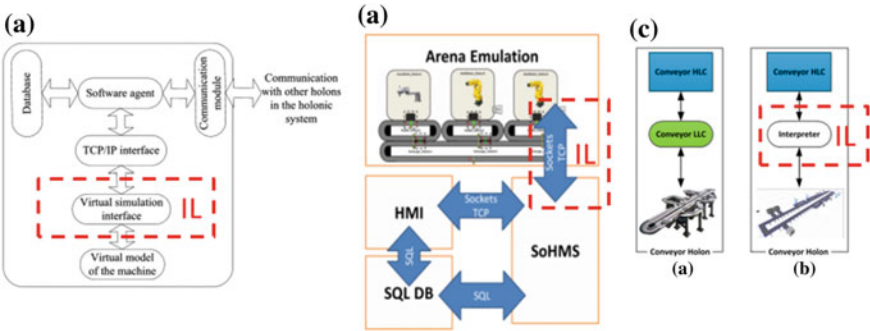 (a)
Database
Software agent
Communication
module
Communication
with other holons
in the holonic
system
TCP/IP interface
Virtual simulation
interface
IL
Virtual model
of the machine
(a)
Arena Emulation
Sockets
TCP
IL
HMI
Sockets
TCP
SoHMS
SQL
SQL DB
SQL
(c)
Conveyor HLC
Conveyor LLC
Conveyor Holon
(a)
Conveyor HLC
Interpreter
IL
Conveyor Holon
(b)